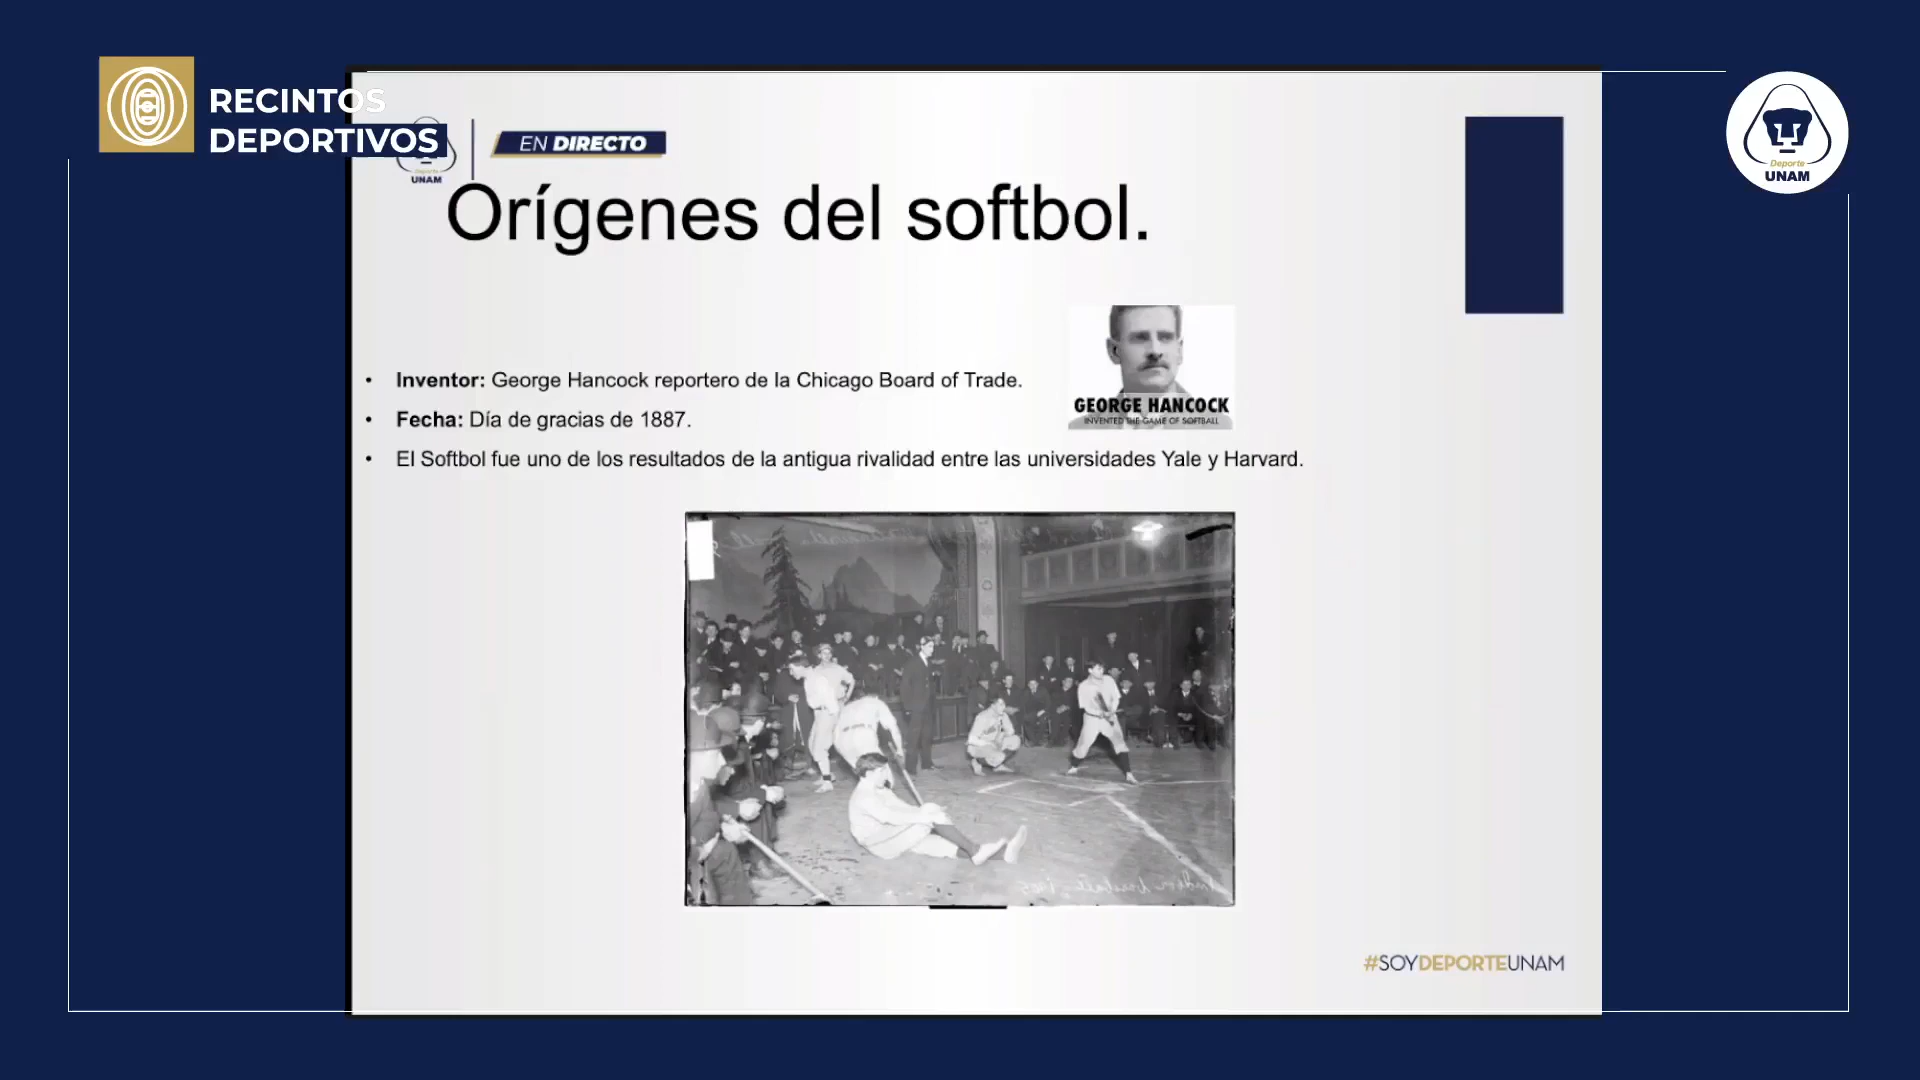 RECINTOS
DEPORTIVOS
EN DIRECTO
Deporte
UNAM
Deporte
UNAM
Orígenes del softbol.
• Inventor: George Hancock reportero de la Chicago Board of Trade.
GEORGE HANCOCK
INVENTED THE GAME OF SOFTBALL
• Fecha: Día de gracias de 1887.
• El Softbol fue uno de los resultados de la antigua rivalidad entre las universidades Yale y Harvard.
#SOYDEPORTEUNAM